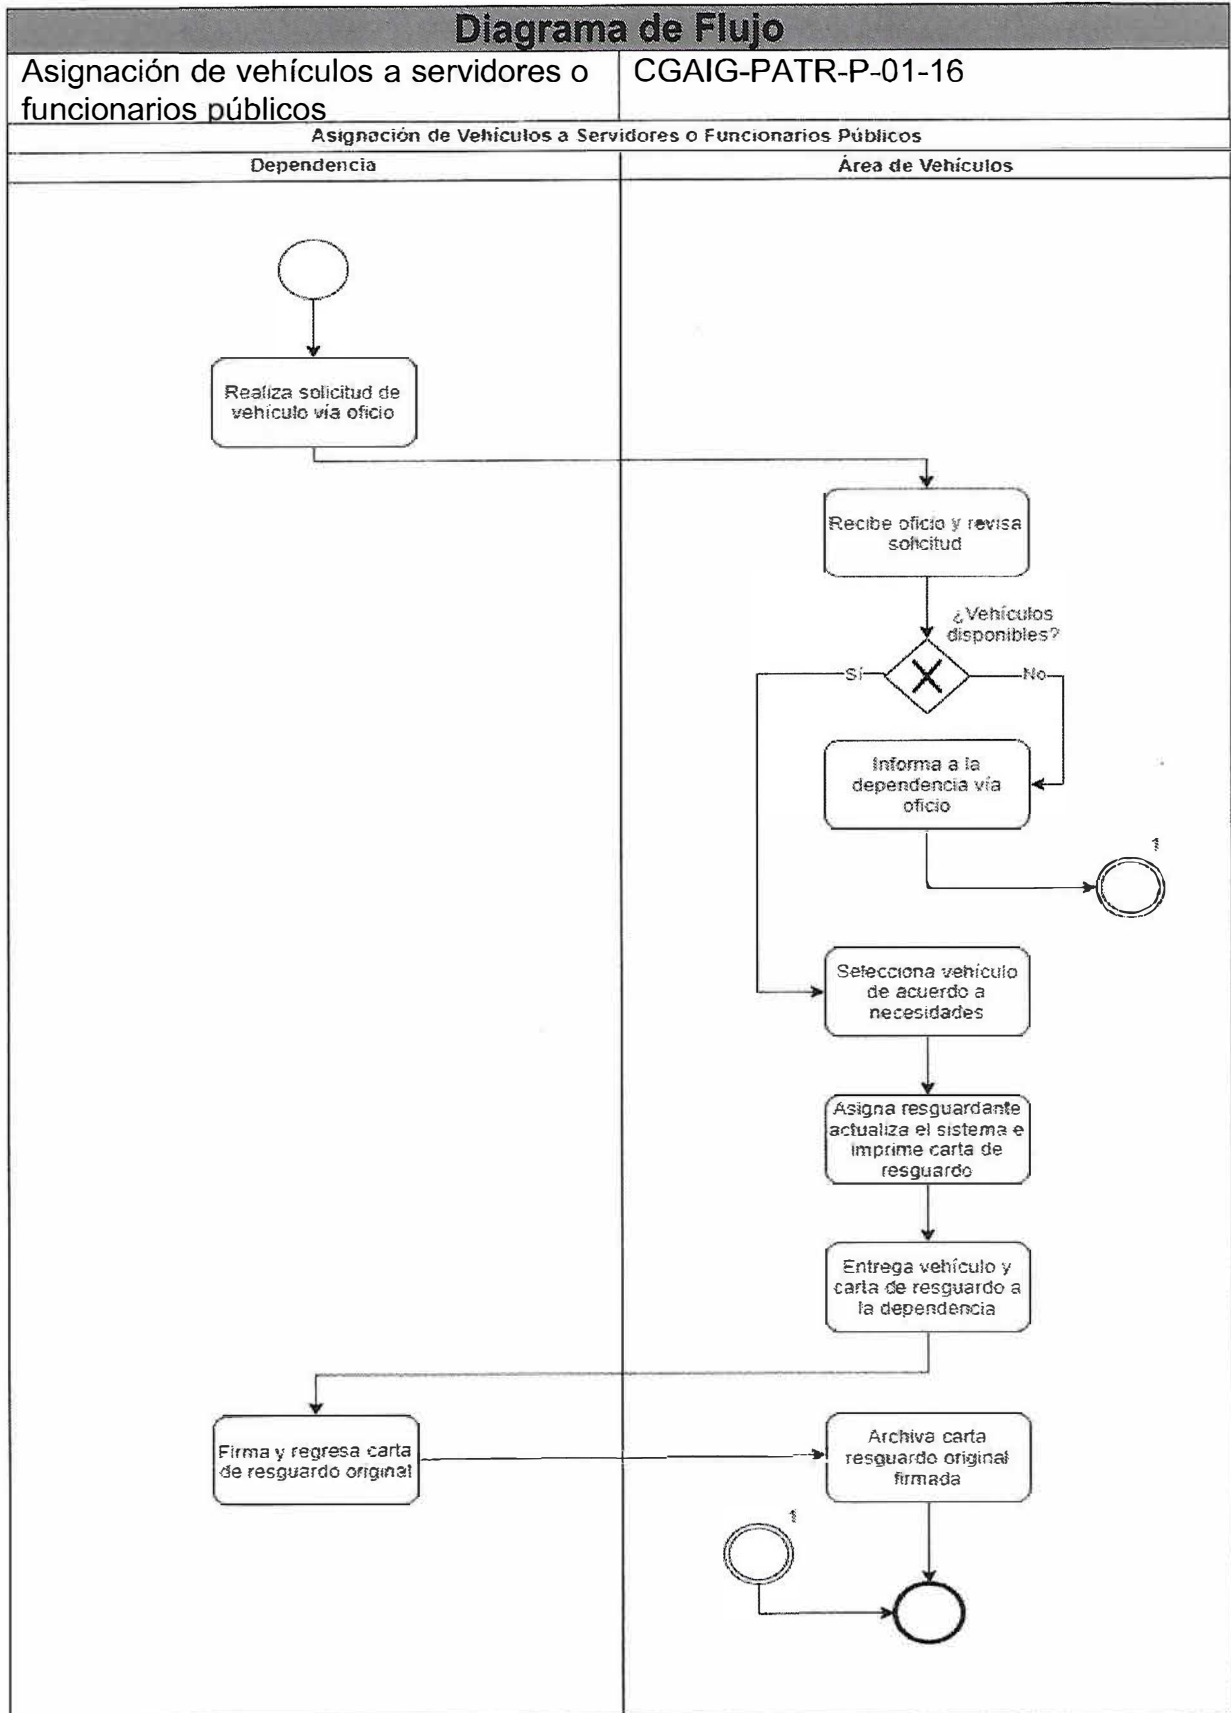 Diagrama de Flujo
Asignación de vehículos a servidores o
funcionarios públicos
CGAIG-PATR-P-01-16
Asignación de Vehículos a Servidores o Funcionarios Públicos
Dependencia
Área de Vehículos
Realiza solicitud de
vehículo vía oficio
Recibe oficio y revisa
solicitud
¿Vehículos
disponibles?
Sí
No
Informa a la
dependencia vía
oficio
1
Selecciona vehículo
de acuerdo a
necesidades
Asigna resguardante
actualiza el sistema e
imprime carta de
resguardo
Entrega vehículo y
carta de resguardo a
la dependencia
Firma y regresa carta
de resguardo original
Archiva carta
resguardo original
firmada
1